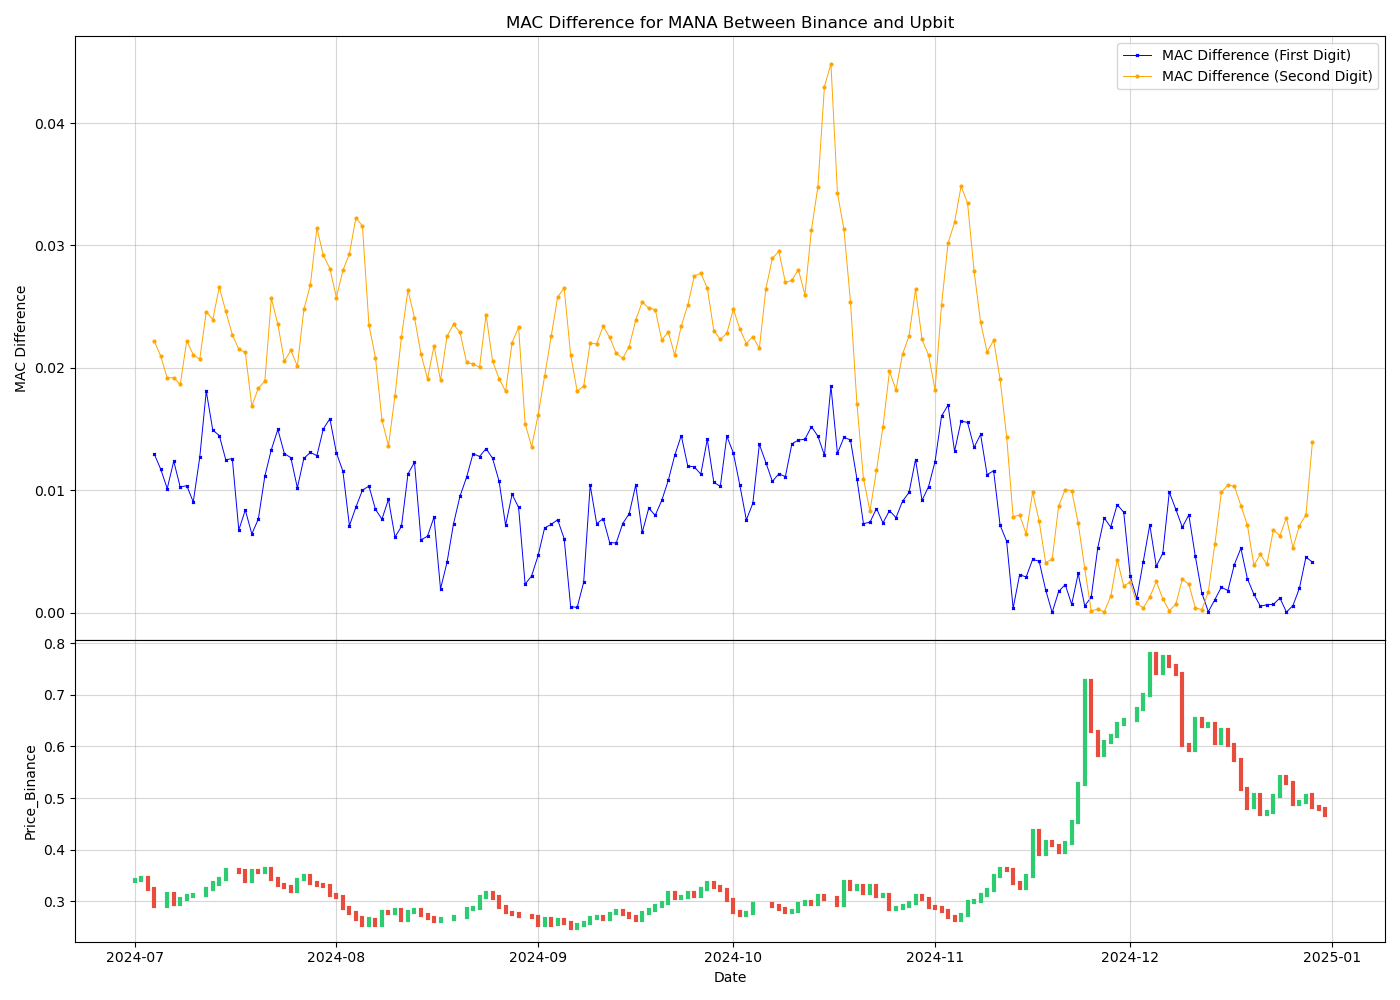 MAC Difference for MANA Between Binance and Upbit
MAC Difference (First Digit)
MAC Difference (Second Digit)
MAC Difference
0.04
0.03
0.02
0.01
0.00
Price_Binance
0.8
0.7
0.6
0.5
0.4
0.3
2024-07 2024-08 2024-09 2024-10 2024-11 2024-12 2025-01
Date